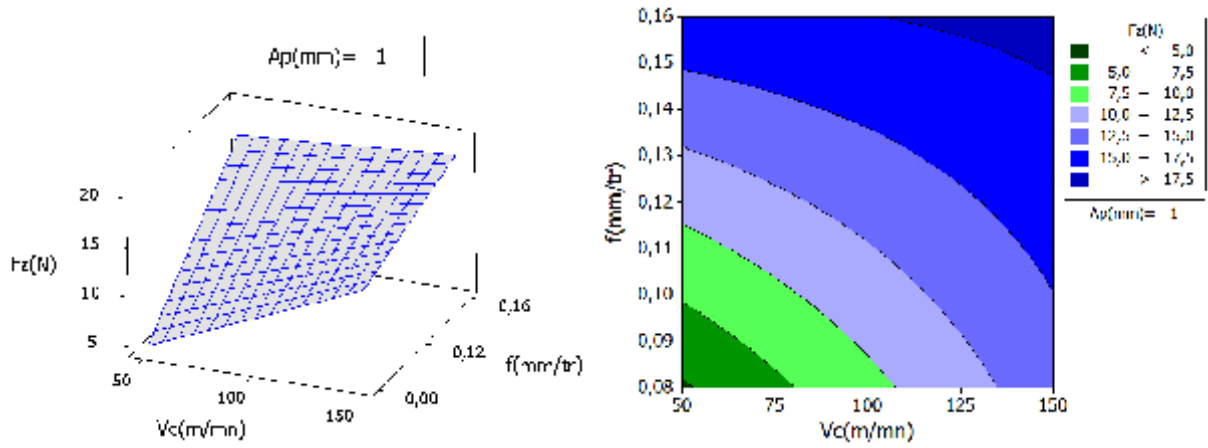 Ap(mm)= 1
20
15
Fz(N)
10
5
50
100
150
Vc(m/mn)
0,16
0,12
f(mm/tr)
0,00
0,16
0,15
0,14
0,13
0,12
0,11
0,10
0,09
0,08
f(mm/tr)
50 75 100 125 150
Vc(m/mn)
Fz(N)
< 5,0
5,0 7,5
7,5 – 10,0
10,0 – 12,5
12,5 – 15,0
15,0 – 17,5
> 17,5
Ap(mm)= 1